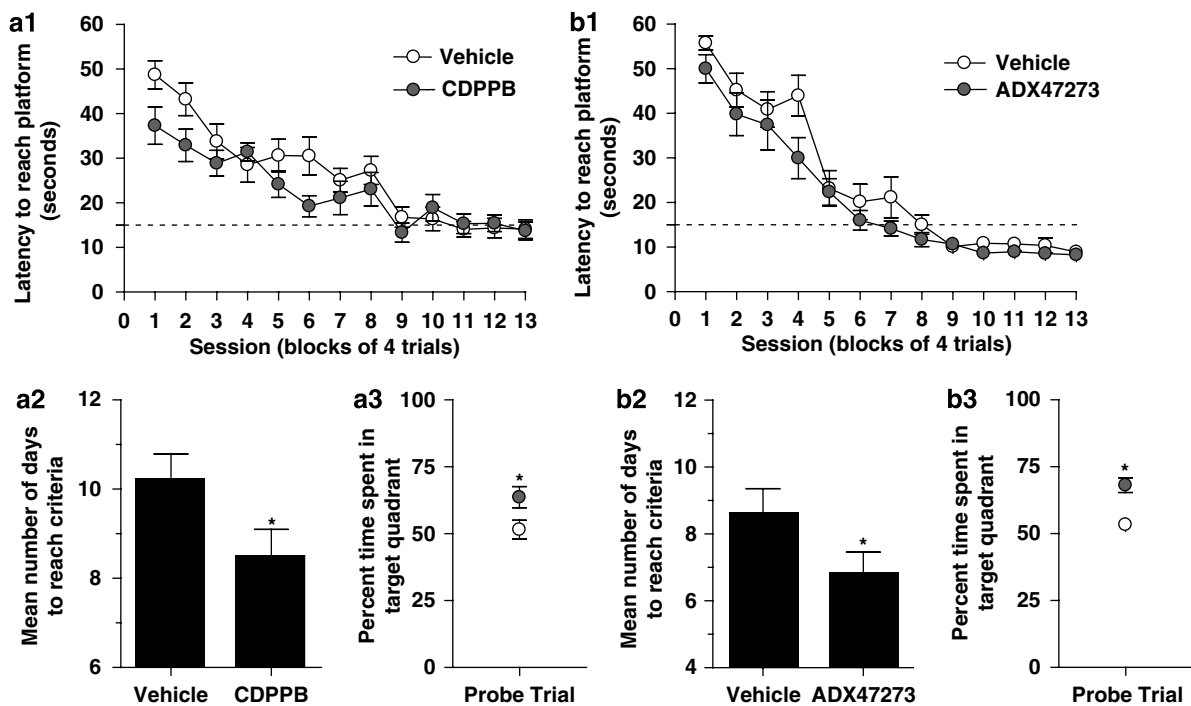 a1
Latency to reach platform
(seconds)
60
50
40
30
20
10
0
Vehicle
CDPPB
0 1 2 3 4 5 6 7 8 9 10 11 12 13
Session (blocks of 4 trials)
b1
Latency to reach platform
(seconds)
60
50
40
30
20
10
0
Vehicle
ADX47273
0 1 2 3 4 5 6 7 8 9 10 11 12 13
Session (blocks of 4 trials)
a2
Mean number of days
to reach criteria
12
10
8
6
*
Vehicle CDPPB
a3
Percent time spent in
target quadrant
100
75
50
25
0
*
Probe Trial
b2
Mean number of days
to reach criteria
12
10
8
6
4
*
Vehicle ADX47273
b3
Percent time spent in
target quadrant
100
75
50
25
0
*
Probe Trial